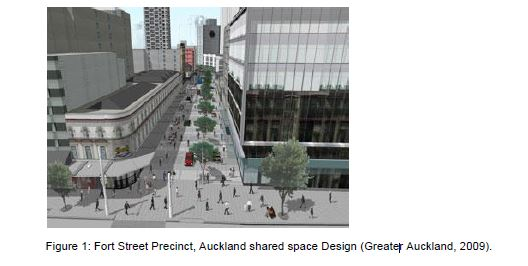 Figure 1: Fort Street Precinct, Auckland shared space Design (Greater Auckland, 2009).